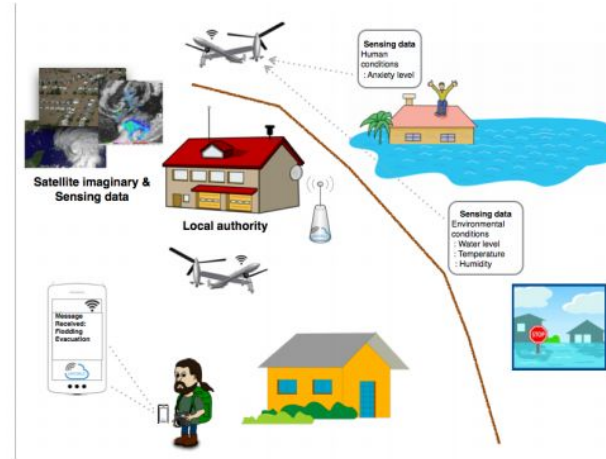 Sensing data
Human
conditions
: Anxiety level
Satellite imaginary &
Sensing data
Local authority
Sensing data
Environmental
conditions
: Water level
: Temperature
: Humidity
STOP
Message
Received:
Flodding
Evacuation